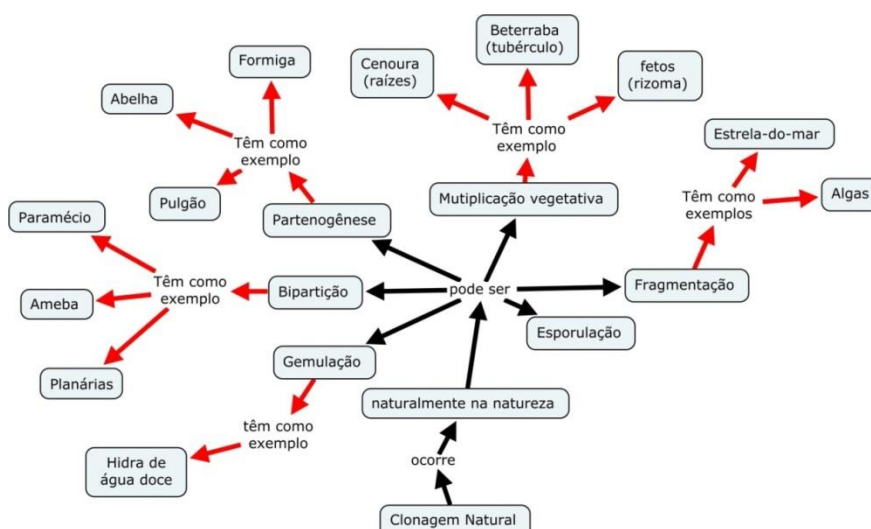 Formiga
Abelha
Têm como
exemplo
Pulgão
Partenogênese
Beterraba
(tubérculo)
Cenoura
(raízes)
fetos
(rizoma)
Têm como
exemplo
Mutiplicação vegetativa
Estrela-do-mar
Têm como
exemplos
Algas
Fragmentação
Paramécio
Têm como
exemplo
Ameba
Planárias
Bipartição
pode ser
Esporulação
Gemulação
têm como
exemplo
Hidra de
água doce
naturalmente na natureza
ocorre
Clonagem Natural